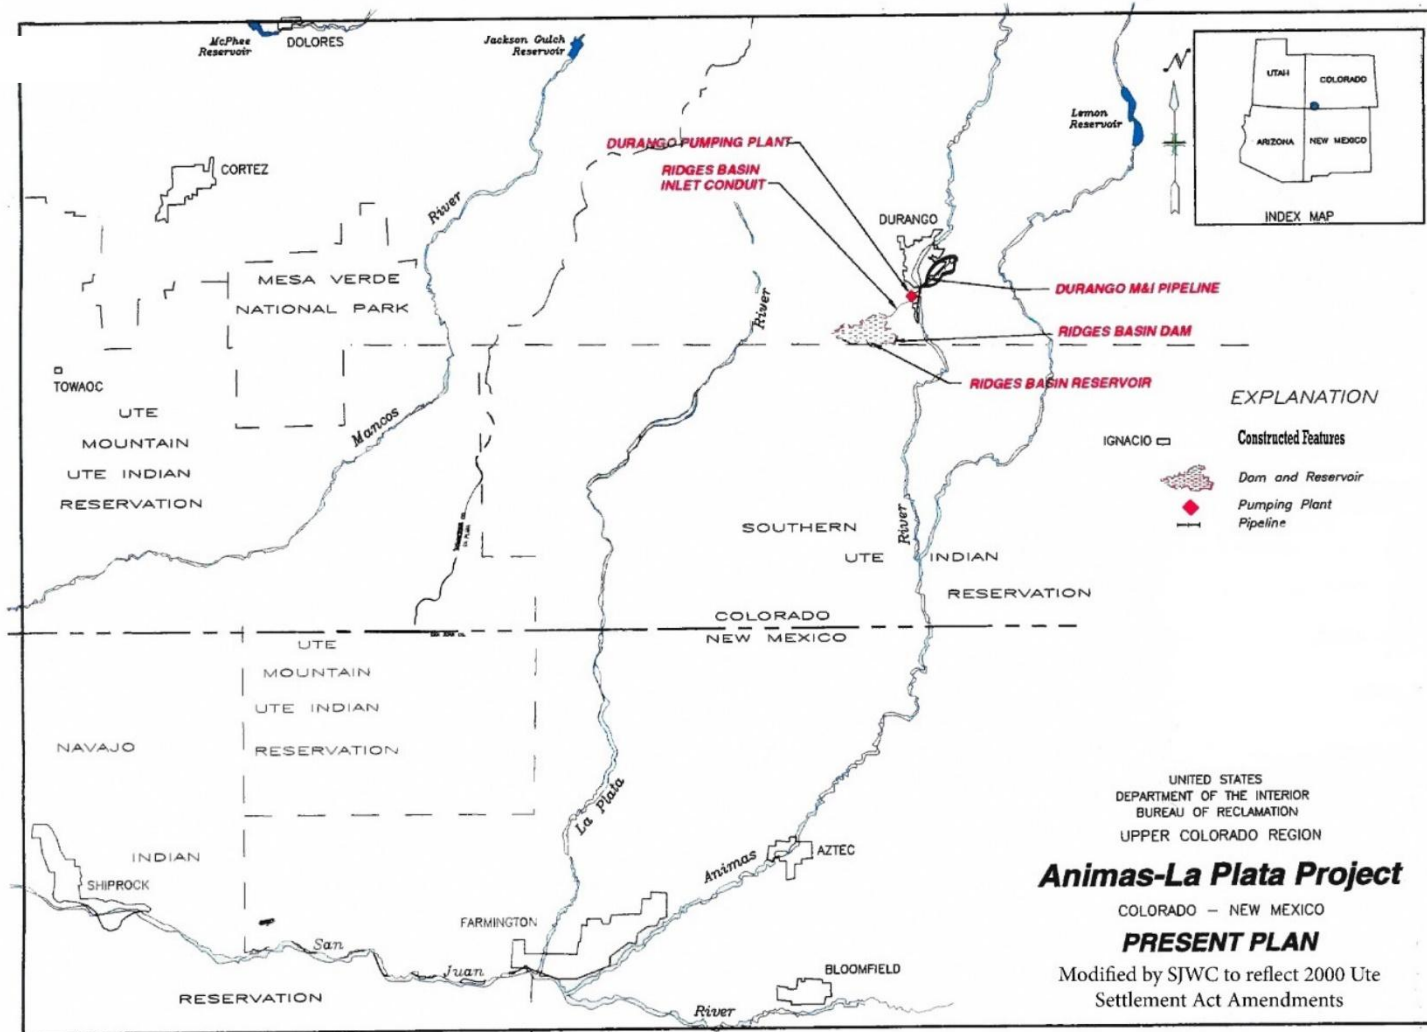 McPhee
Reservoir
DOLORES
Jackson Gulch
Reservoir
N
UTAH
COLORADO
ARIZONA
NEW MEXICO
INDEX MAP
Lemon
Reservoir
DURANGO PUMPING PLANT
RIDGES BASIN
INLET CONDUIT
CORTEZ
River
DURANGO
MESA VERDE
NATIONAL PARK
River
DURANGO M&I PIPELINE
RIDGES BASIN DAM
RIDGES BASIN RESERVOIR
TOWAOC
UTE
MOUNTAIN
UTE INDIAN
RESERVATION
Mancos
EXPLANATION
IGNACIO
Constructed Features
Dam and Reservoir
Pumping Plant
Pipeline
SOUTHERN
UTE INDIAN
RESERVATION
River
COLORADO
NEW MEXICO
UTE
MOUNTAIN
UTE INDIAN
RESERVATION
NAVAJO
INDIAN
RESERVATION
La Plata
Animas
AZTEC
SHIPROCK
FARMINGTON
San
Juan
River
BLOOMFIELD
UNITED STATES
DEPARTMENT OF THE INTERIOR
BUREAU OF RECLAMATION
UPPER COLORADO REGION
Animas-La Plata Project
COLORADO – NEW MEXICO
PRESENT PLAN
Modified by SJWC to reflect 2000 Ute
Settlement Act Amendments